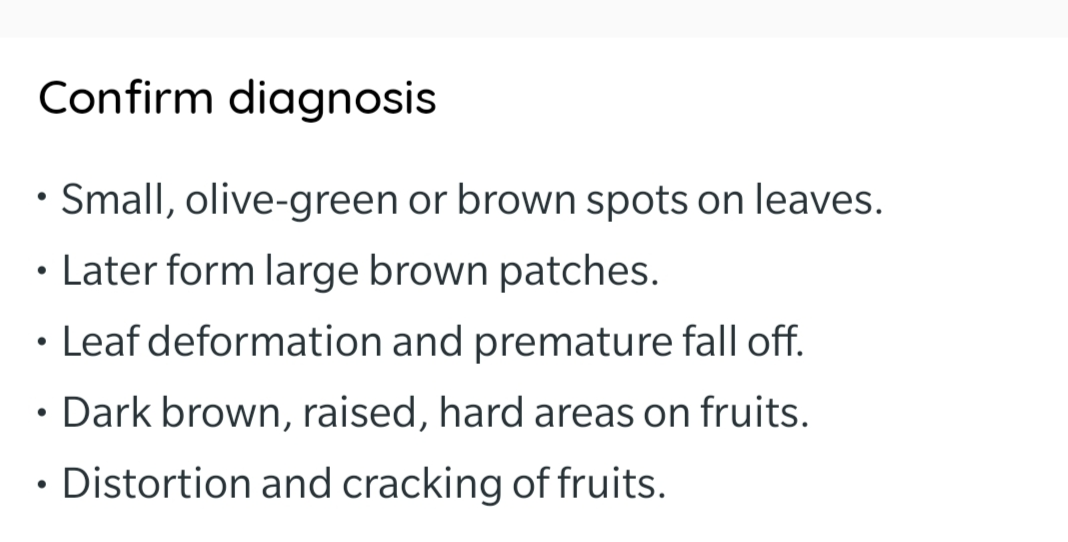 Confirm diagnosis
• Small, olive-green or brown spots on leaves.
• Later form large brown patches.
• Leaf deformation and premature fall off.
• Dark brown, raised, hard areas on fruits.
• Distortion and cracking of fruits.